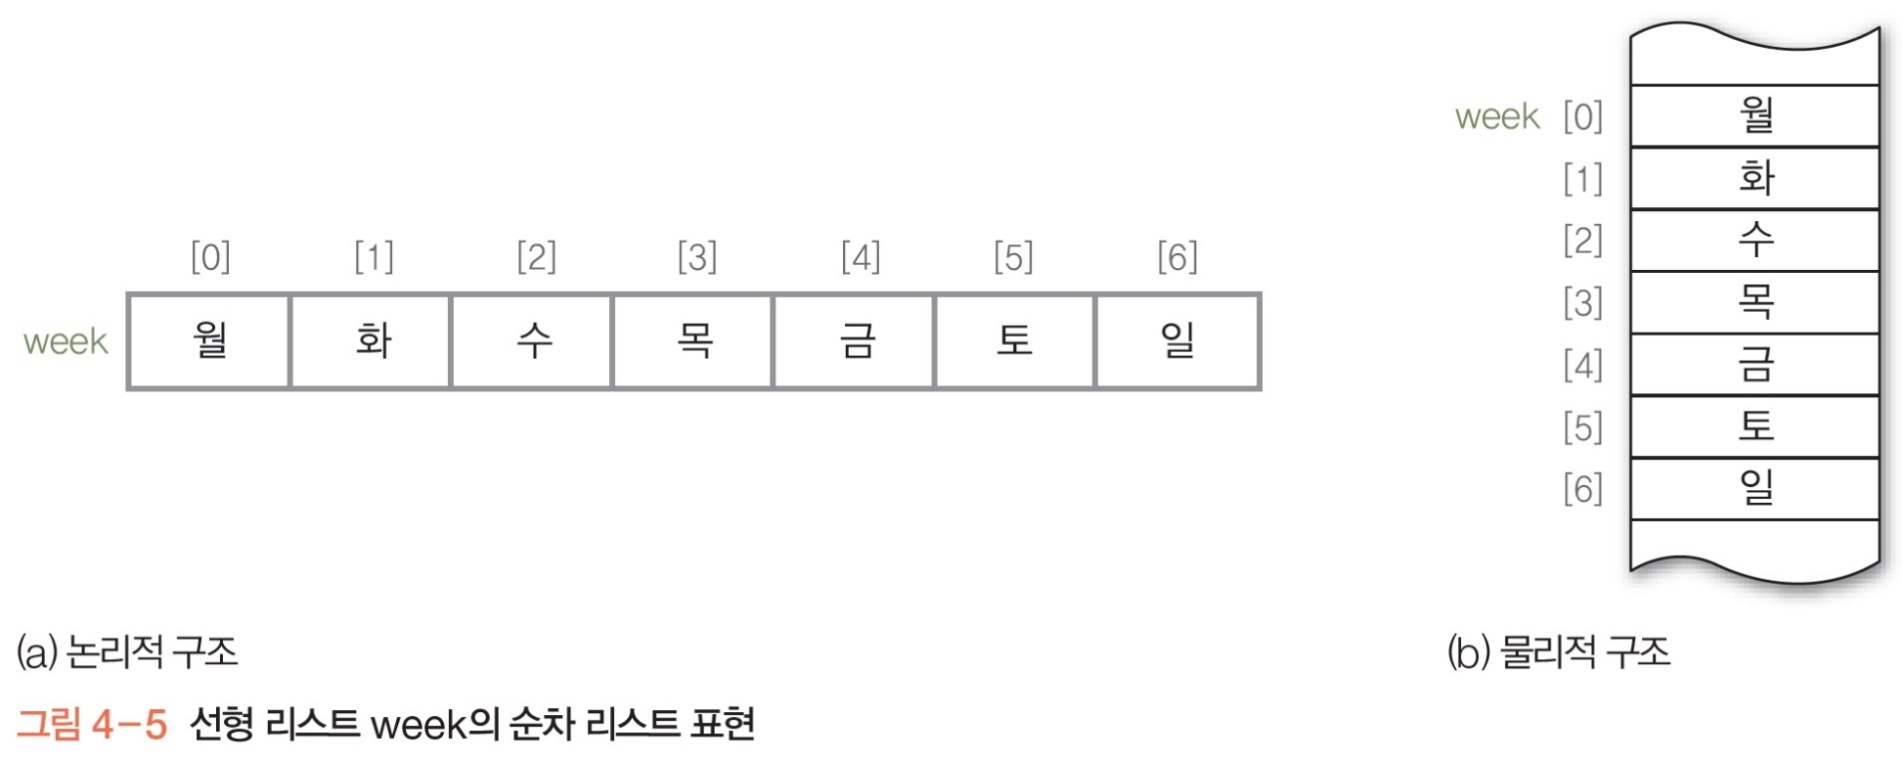 [0] [1] [2] [3] [4] [5] [6]
week 월 화 수 목 금 토 일
(a) 논리적 구조
week [0] 월
[1] 화
[2] 수
[3] 목
[4] 금
[5] 토
[6] 일
(b) 물리적 구조
그림 4-5 선형 리스트 week의 순차 리스트 표현